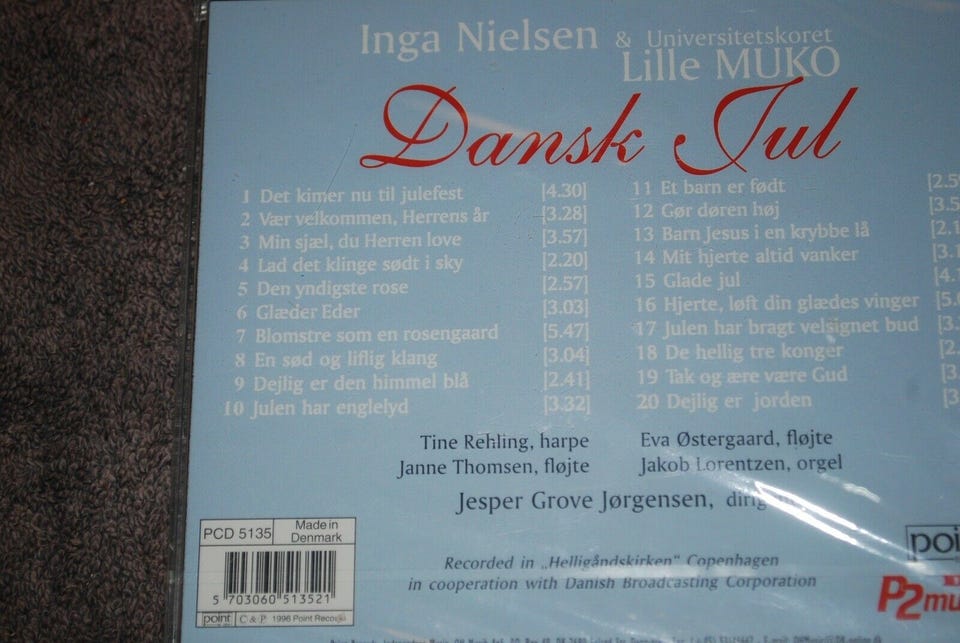 Inga Nielsen & Universitetskoret
Lille MUKO
Dansk Jul
1 Det kimer nu til julefest [4.30]
2 Vær velkommen, Herrens år [3.28]
3 Min sjæl, du Herren love [3.57]
4 Lad det klinge sødt i sky [2.20]
5 Den yndigste rose [2.57]
6 Glæder Eder [3.03]
7 Blomstre som en rosengaard [5.47]
8 En sød og liflig klang [3.04]
9 Dejlig er den himmel blå [2.41]
10 Julen har englelyd [3.32]
11 Et barn er født
12 Gør døren høj
13 Barn Jesus i en krybbe lå
14 Mit hjerte altid vanker
15 Glade jul
16 Hjerte, løft din glædes vinger
17 Julen har bragt velsignet bud
18 De hellig tre konger
19 Tak og ære være Gud
20 Dejlig er jorden
Tine Rehling, harpe
Janne Thomsen, fløjte
Eva Østergaard, fløjte
Jakob Lorentzen, orgel
Jesper Grove Jørgensen,
PCD 5135
Made in
Denmark
5 703060 513521
point C & P 1996 Point Records
Recorded in „Helligåndskirken" Copenhagen
in cooperation with Danish Broadcasting Corporation
poi
P2mu